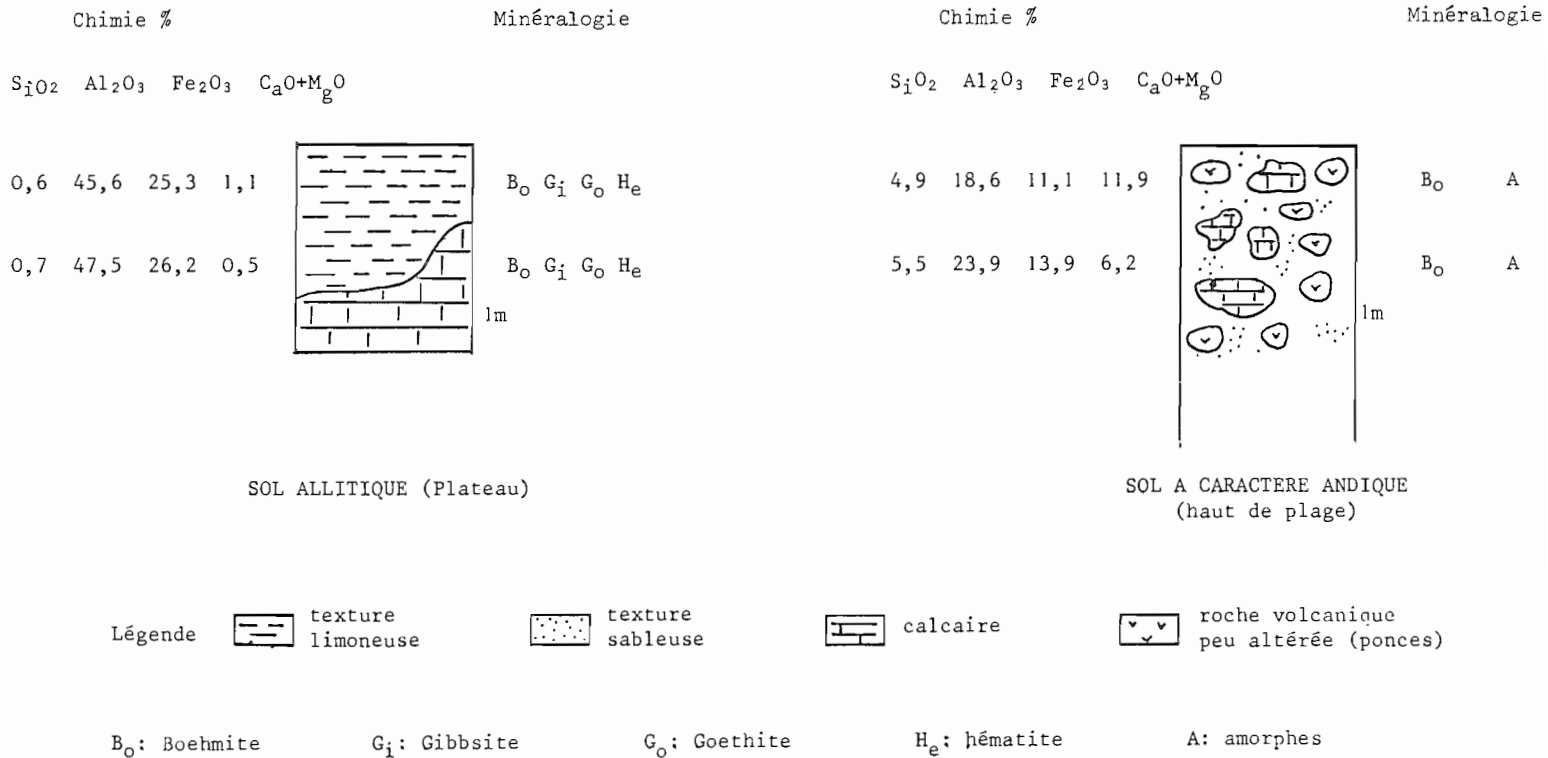 Chimie % Minéralogie Chimie % Minéralogie
SiO2 Al2O3 Fe2O3 CaO+MgO SiO2 Al2O3 Fe2O3 CaO+MgO
0,6 45,6 25,3 1,1 Bo Gi Go He 4,9 18,6 11,1 11,9 Bo A
0,7 47,5 26,2 0,5 Bo Gi Go He 5,5 23,9 13,9 6,2 Bo A
1m 1m
SOL ALLITIQUE (Plateau) SOL A CARACTERE ANDIQUE
(haut de plage)
Légende texture limoneuse texture sableuse calcaire roche volcanique peu altérée (ponces)
Bo: Boehmite Gi: Gibbsite Go: Goethite He: hématite A: amorphes